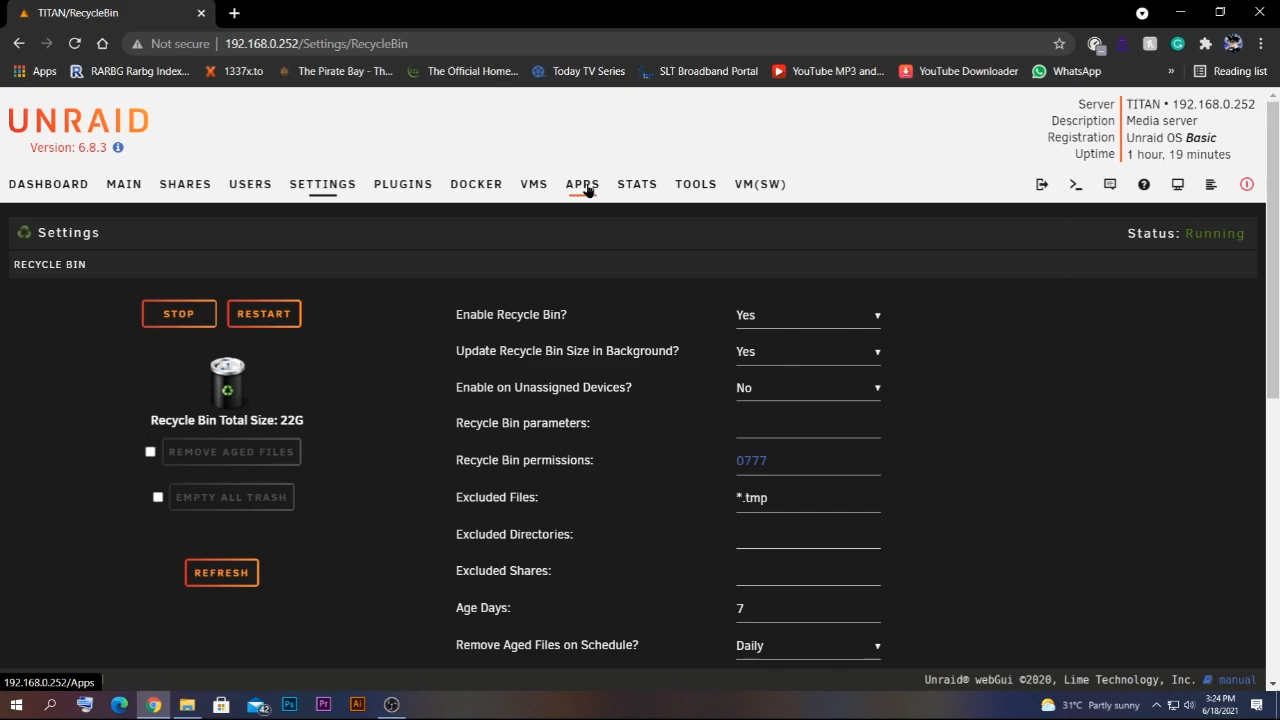 TITAN/RecycleBin
Not secure | 192.168.0.252/Settings/RecycleBin
Apps RARBG Rarbg Index... 1337x.to The Pirate Bay - Th... The Official Home... Today TV Series SLT Broadband Portal YouTube MP3 and... YouTube Downloader WhatsApp » Reading list
UNRAID
Version: 6.8.3
Server TITAN • 192.168.0.252
Description Media server
Registration Unraid OS Basic
Uptime 1 hour, 19 minutes
DASHBOARD MAIN SHARES USERS SETTINGS PLUGINS DOCKER VMS APPS STATS TOOLS VM(SW)
Settings Status: Running
RECYCLE BIN
STOP RESTART
Recycle Bin Total Size: 22G
REMOVE AGED FILES
EMPTY ALL TRASH
REFRESH
Enable Recycle Bin? Yes
Update Recycle Bin Size in Background? Yes
Enable on Unassigned Devices? No
Recycle Bin parameters:
Recycle Bin permissions: 0777
Excluded Files: *.tmp
Excluded Directories:
Excluded Shares:
Age Days: 7
Remove Aged Files on Schedule? Daily
192.168.0.252/Apps
Unraid® webGui ©2020, Lime Technology, Inc. manual
42 Ps Pr Ai
31°C Partly sunny
3:24 PM
6/18/2021